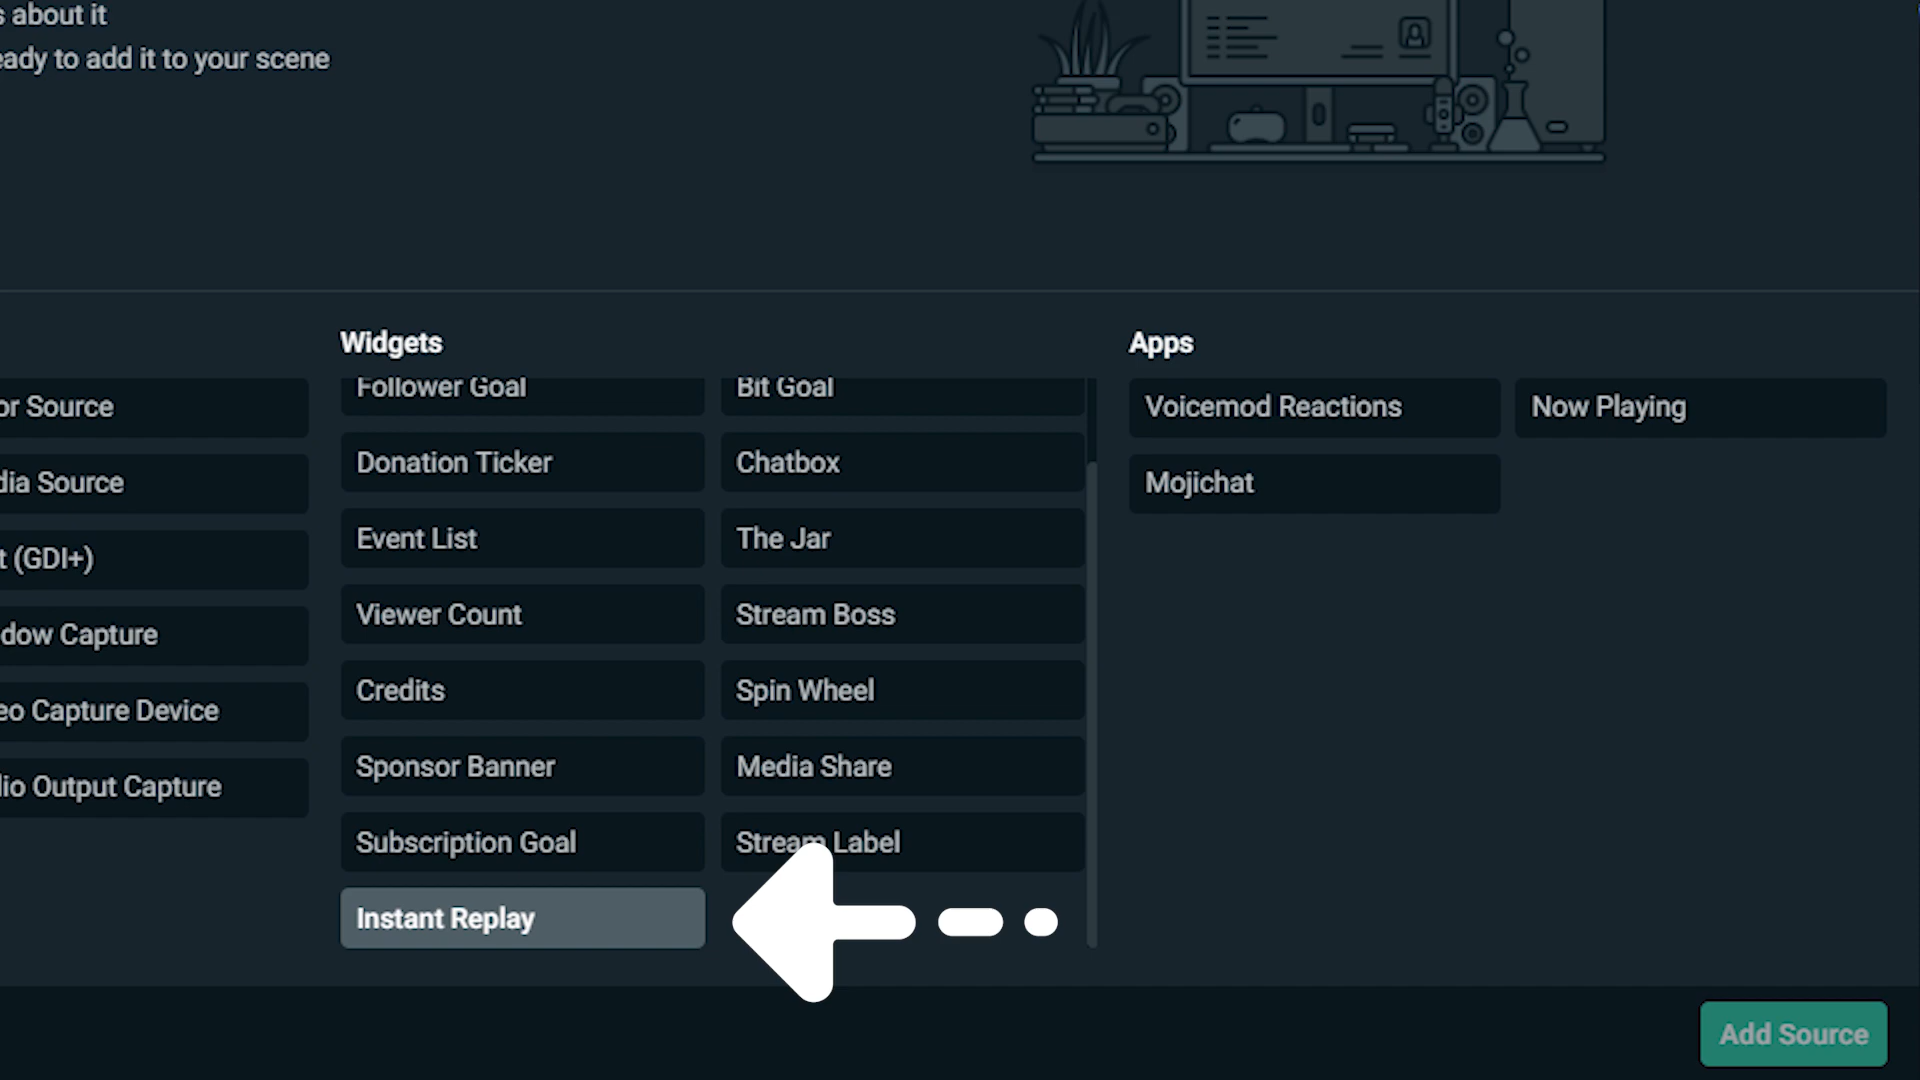 s about it
eady to add it to your scene
Widgets
Apps
or Source
dia Source
t (GDI+)
dow Capture
eo Capture Device
lio Output Capture
Follower Goal
Bit Goal
Donation Ticker
Chatbox
Event List
The Jar
Viewer Count
Stream Boss
Credits
Spin Wheel
Sponsor Banner
Media Share
Subscription Goal
Stream Label
Instant Replay
Voicemod Reactions
Now Playing
Mojichat
Add Source